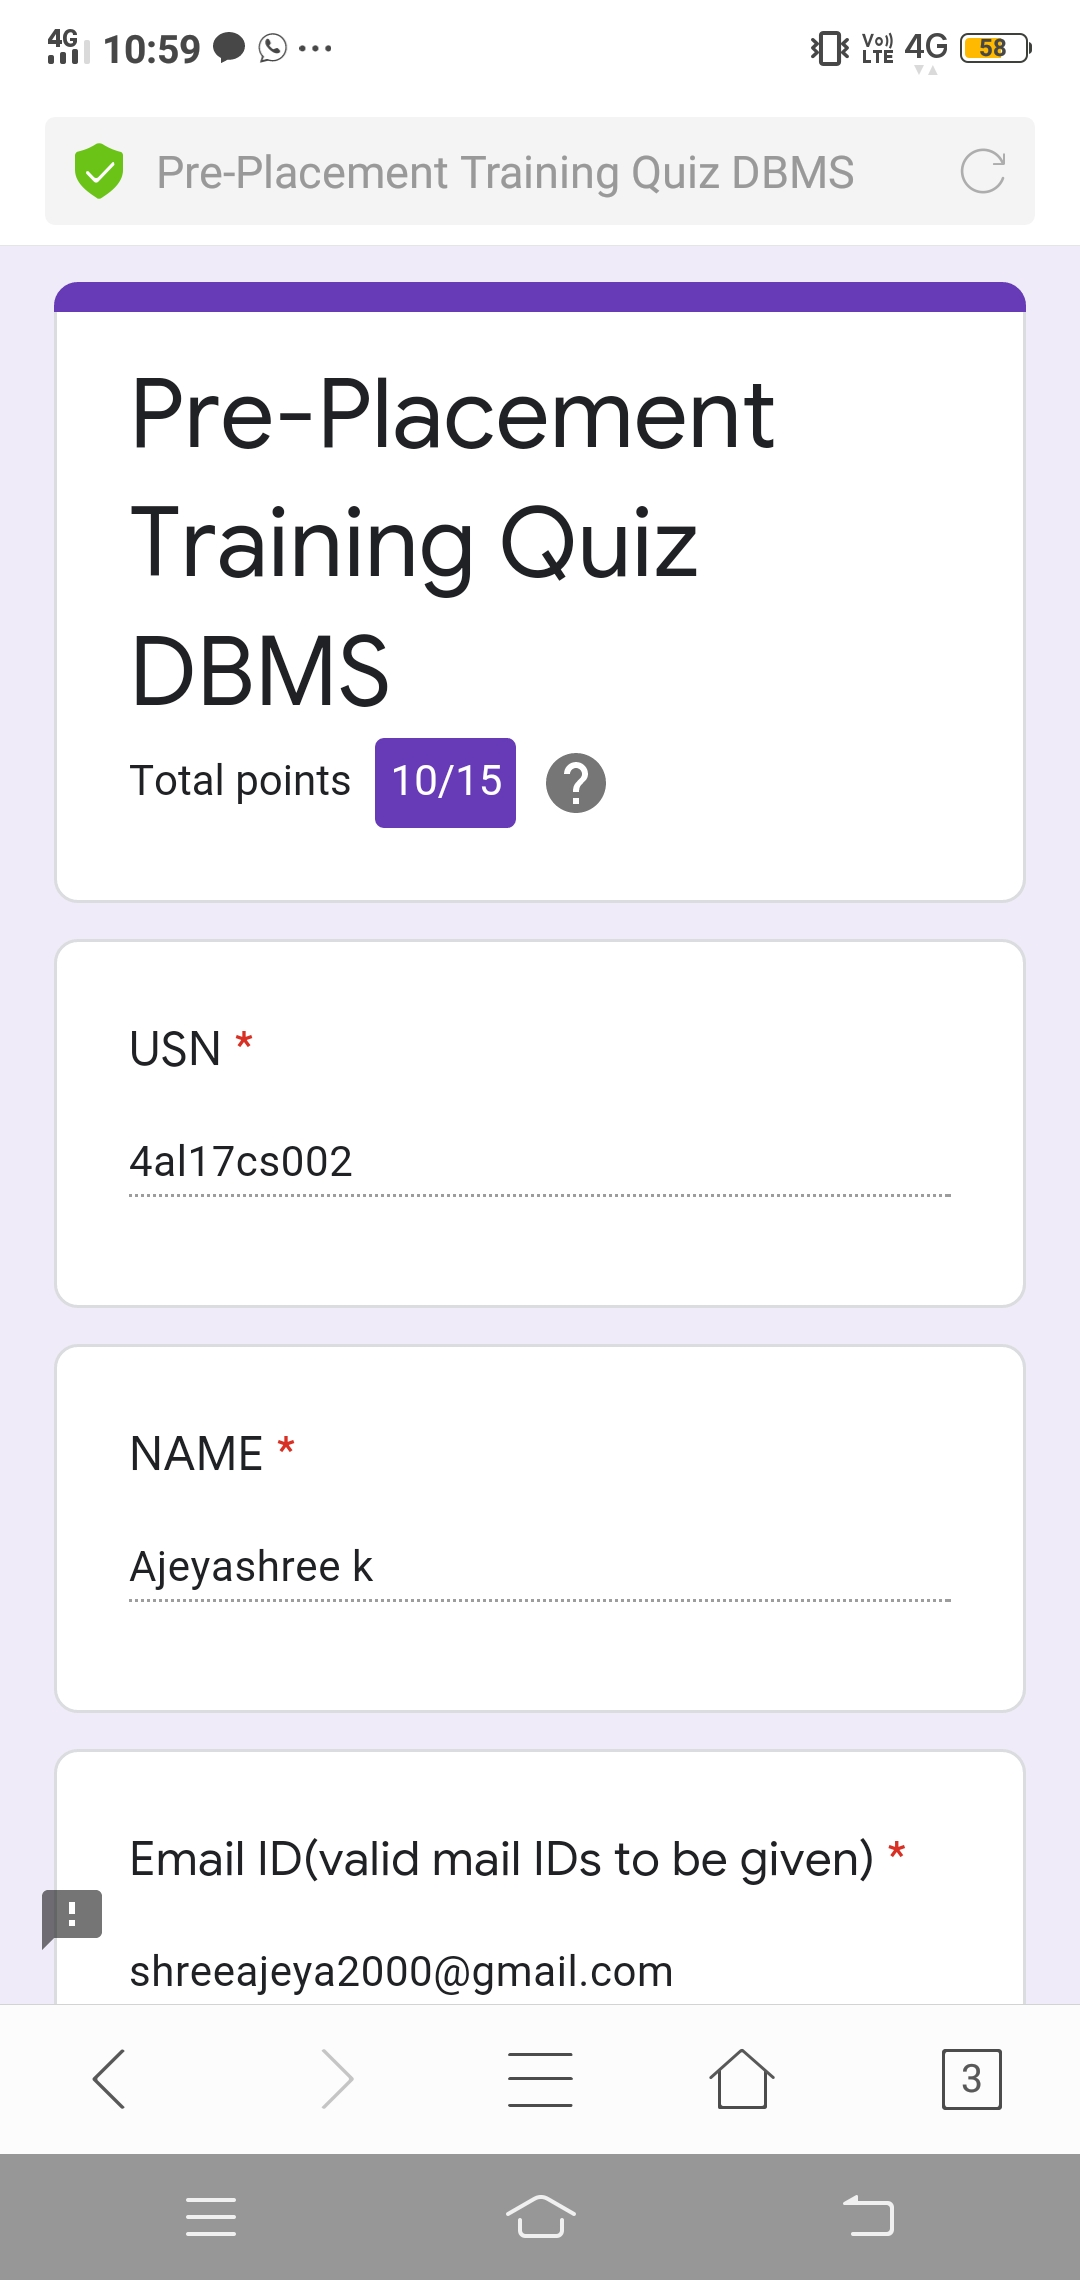 4G 10:59 ... Vo)) LTE 4G 58
Pre-Placement Training Quiz DBMS
Pre-Placement
Training Quiz
DBMS
Total points 10/15 ?
USN *
4al17cs002
NAME *
Ajeyashree k
Email ID(valid mail IDs to be given) *
!
shreeajeya2000@gmail.com
3